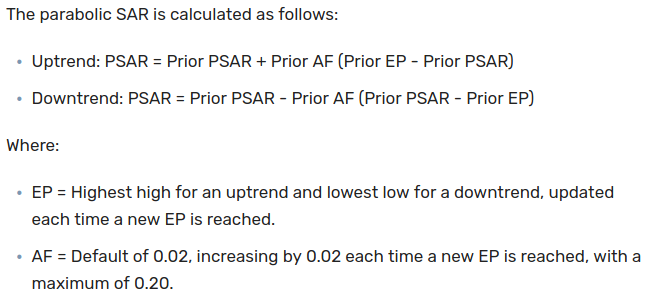 The parabolic SAR is calculated as follows:
• Uptrend: PSAR = Prior PSAR + Prior AF (Prior EP - Prior PSAR)
• Downtrend: PSAR = Prior PSAR - Prior AF (Prior PSAR - Prior EP)
Where:
• EP = Highest high for an uptrend and lowest low for a downtrend, updated
each time a new EP is reached.
• AF = Default of 0.02, increasing by 0.02 each time a new EP is reached, with a
maximum of 0.20.